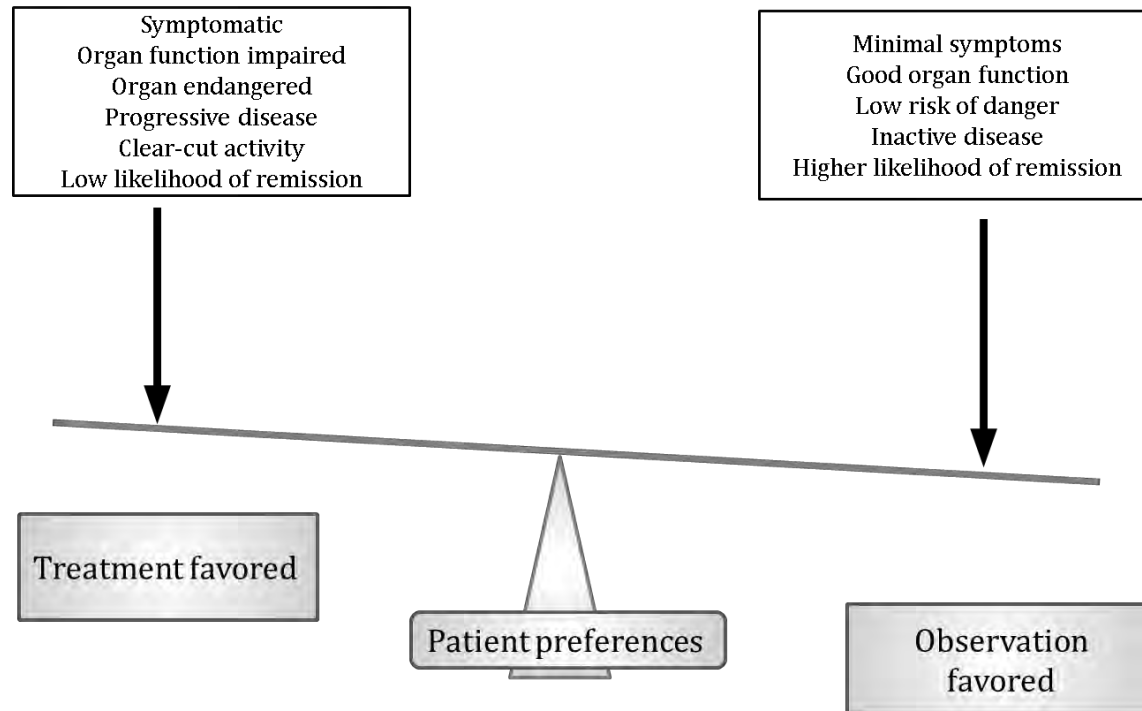 Symptomatic
Organ function impaired
Organ endangered
Progressive disease
Clear-cut activity
Low likelihood of remission
Minimal symptoms
Good organ function
Low risk of danger
Inactive disease
Higher likelihood of remission
Treatment favored
Patient preferences
Observation
favored